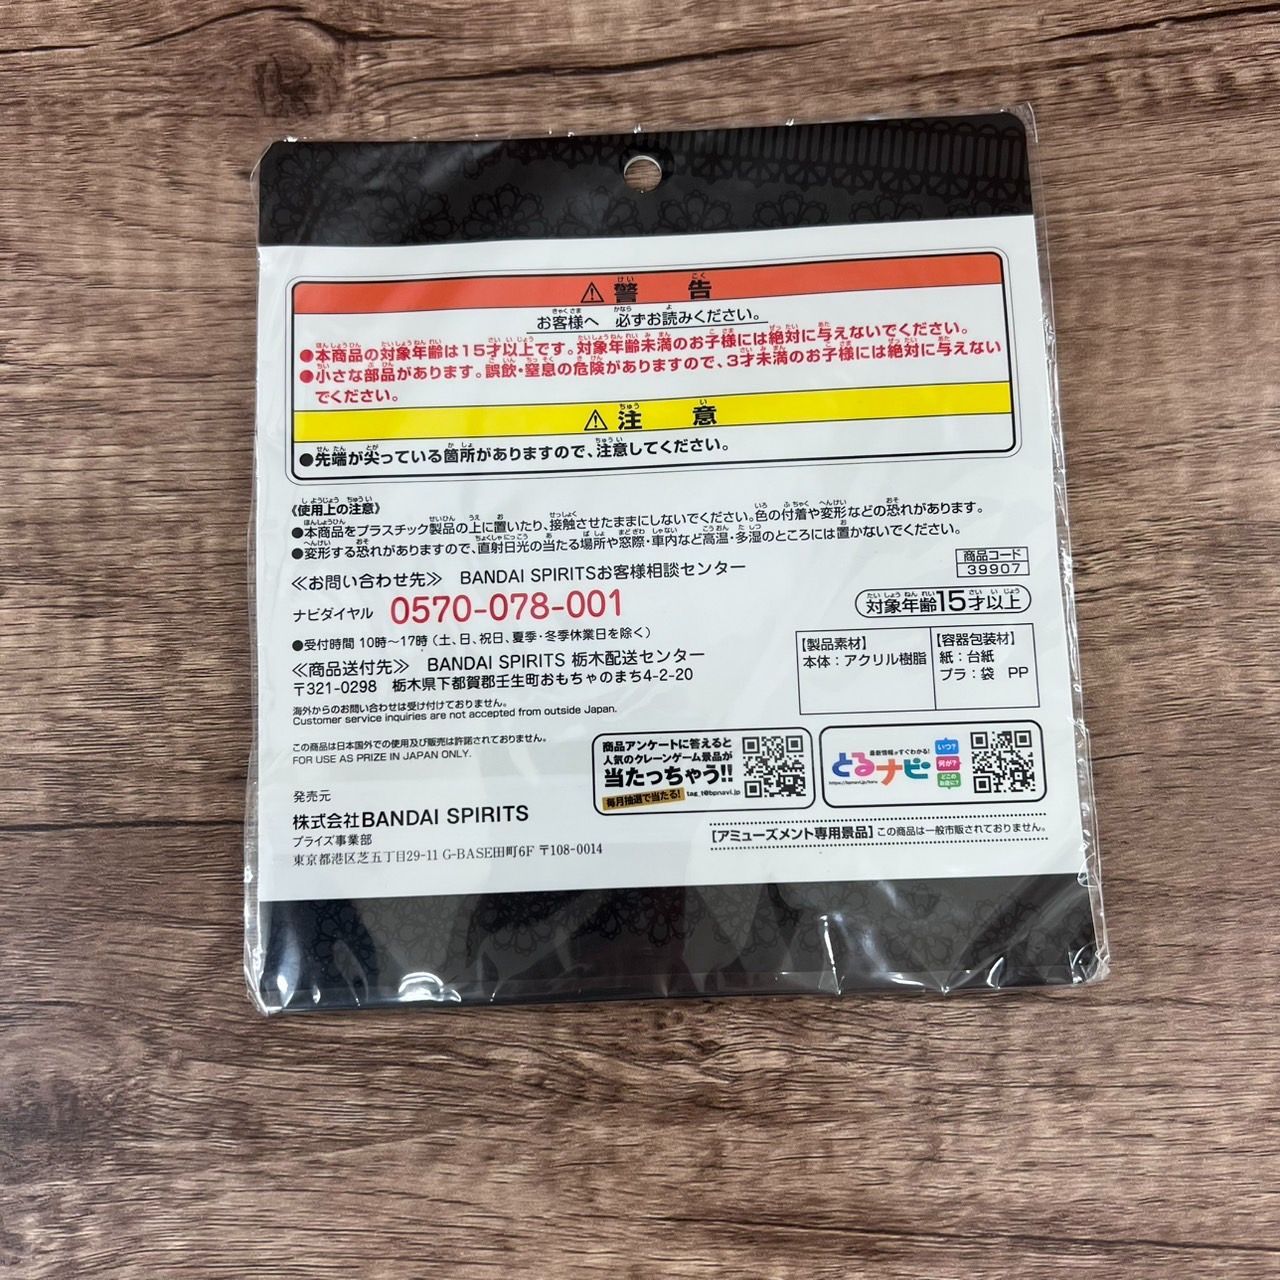 ⚠警告
お客様へ 必ずお読みください。
●本商品の対象年齢は15才以上です。対象年齢未満のお子様には絶対に与えないでください。
●小さな部品があります。誤飲・窒息の危険がありますので、3才未満のお子様には絶対に与えない
でください。
⚠注意
●先端が尖っている箇所がありますので、注意してください。
《使用上の注意》
●本商品をプラスチック製品の上に置いたり、接触させたままにしないでください。色の付着や変形などの恐れがあります。
●変形する恐れがありますので、直射日光の当たる場所や窓際・車内など高温・多湿のところには置かないでください。
商品コード
39907
≪お問い合わせ先≫ BANDAI SPIRITSお客様相談センター
ナビダイヤル 0570-078-001
対象年齢15才以上
●受付時間 10時〜17時(土、日、祝日、夏季・冬季休業日を除く)
≪商品送付先≫ BANDAI SPIRITS 栃木配送センター
〒321-0298 栃木県下都賀郡壬生町おもちゃのまち4-2-20
【製品素材】
本体:アクリル樹脂
【容器包装材】
紙:台紙
プラ:袋 PP
海外からのお問い合わせは受け付けておりません。
Customer service inquiries are not accepted from outside Japan.
この商品は日本国外での使用及び販売は許諾されておりません。
FOR USE AS PRIZE IN JAPAN ONLY.
商品アンケートに答えると
人気のクレーンゲーム景品が
当たっちゃう!!
毎月抽選で当たる!
tag_t@bpnavi.jp
最新情報がすぐわかる!
とるナビ
https://bpnavi.jp/toru
いつ?
何が?
どこの
お店に?
発売元
株式会社BANDAI SPIRITS
プライズ事業部
東京都港区芝五丁目29-11 G-BASE田町6F 〒108-0014
【アミューズメント専用景品】この商品は一般市販されておりません。